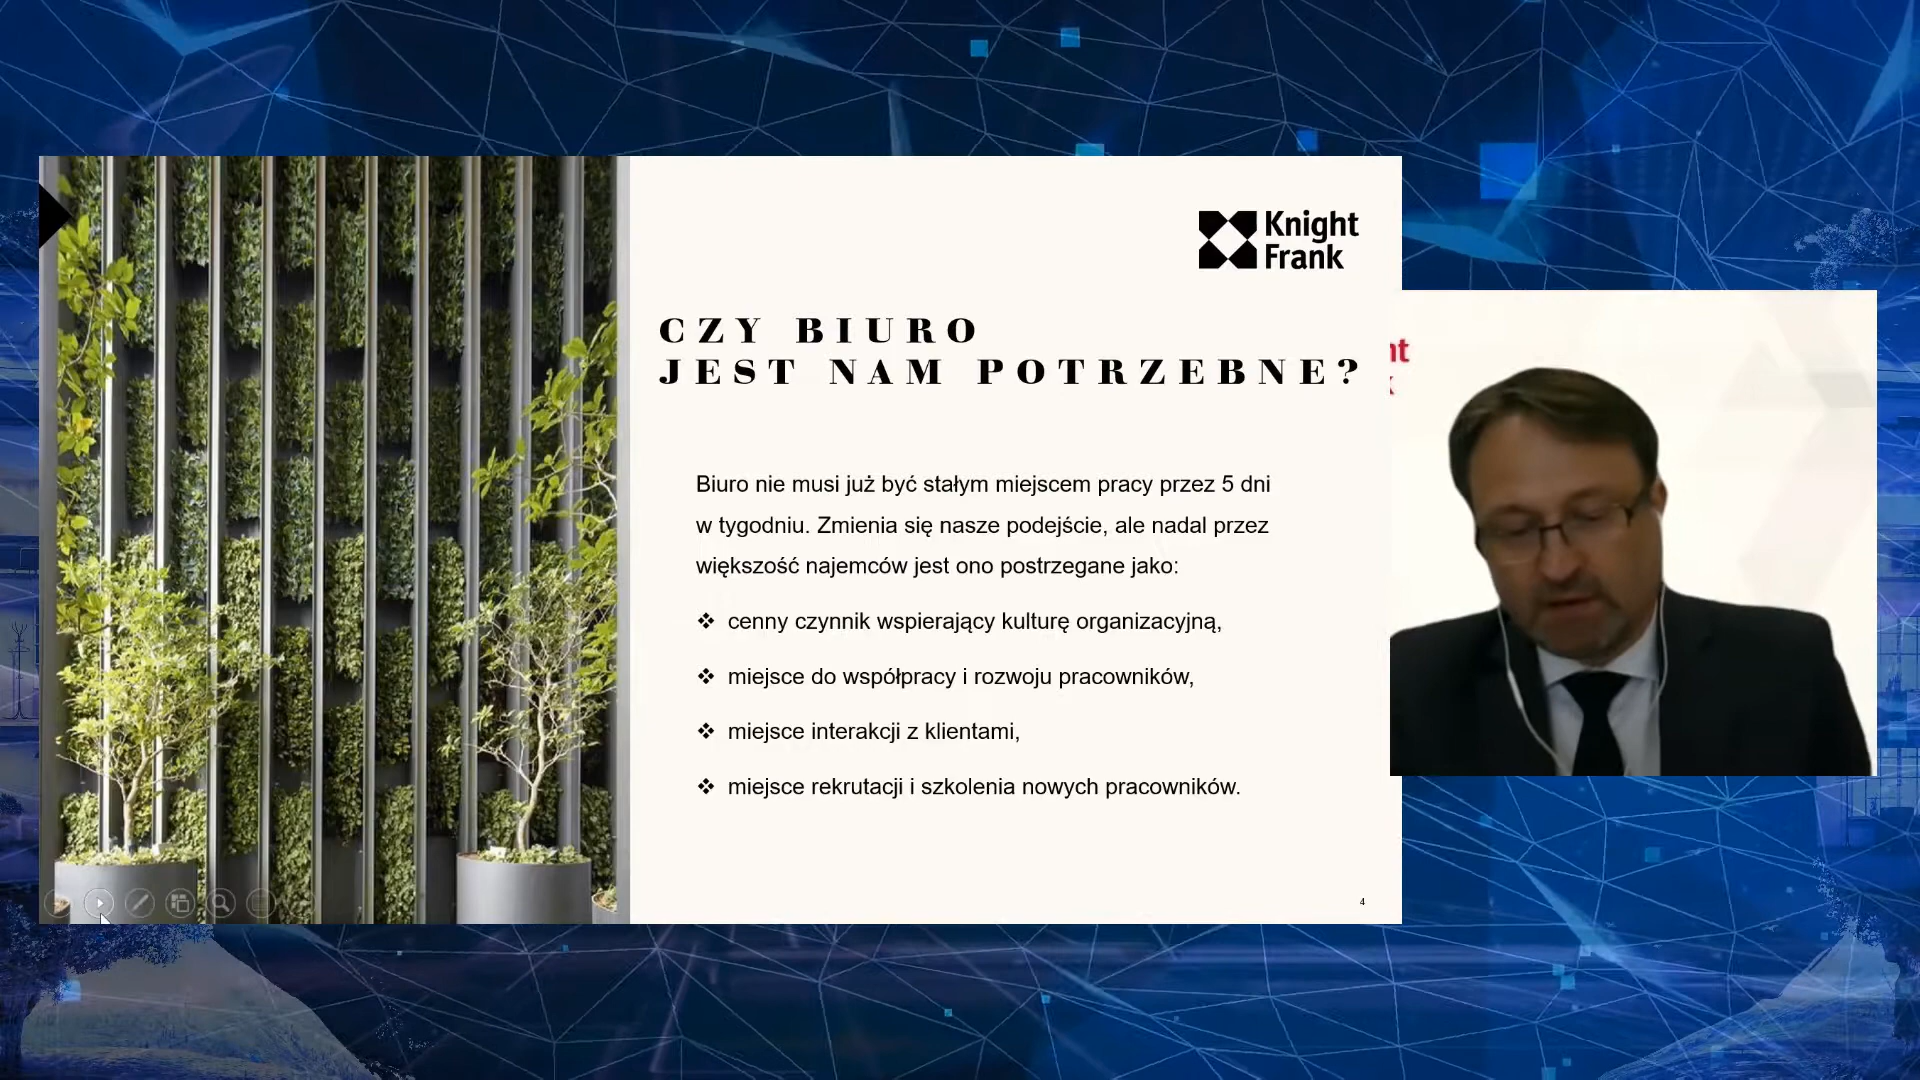 Knight
Frank
CZY BIURO
JEST NAM POTRZEBNE?
nt
k
Biuro nie musi już być stałym miejscem pracy przez 5 dni
w tygodniu. Zmienia się nasze podejście, ale nadal przez
większość najemców jest ono postrzegane jako:
❖ cenny czynnik wspierający kulturę organizacyjną,
❖ miejsce do współpracy i rozwoju pracowników,
❖ miejsce interakcji z klientami,
❖ miejsce rekrutacji i szkolenia nowych pracowników.
4